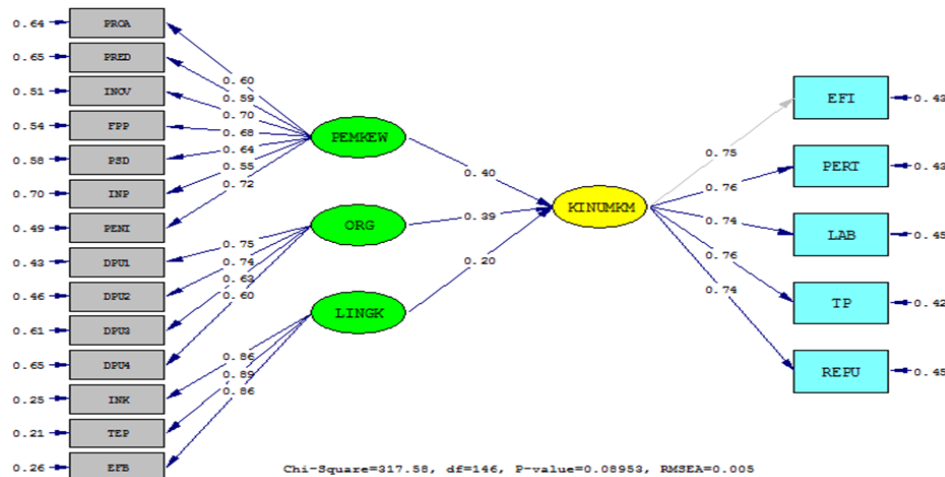 0.64 PROA
0.65 PRED
0.51 INOV
0.54 FPP
0.58 PSD
0.70 INP
0.49 PENI
0.43 DPU1
0.46 DPU2
0.61 DPU3
0.65 DPU4
0.25 INK
0.21 TEP
0.26 EFB
0.60
0.59
0.70
0.68
0.64
0.55
0.72
0.75
0.74
0.63
0.60
0.86
0.89
0.86
PEMKEW
ORG
LINGK
0.40
0.39
0.20
KINUMKM
0.75
0.76
0.74
0.76
0.74
EFI 0.43
PERT 0.43
LAB 0.45
TP 0.42
REPU 0.45
Chi-Square=317.58, df=146, P-value=0.08953, RMSEA=0.005